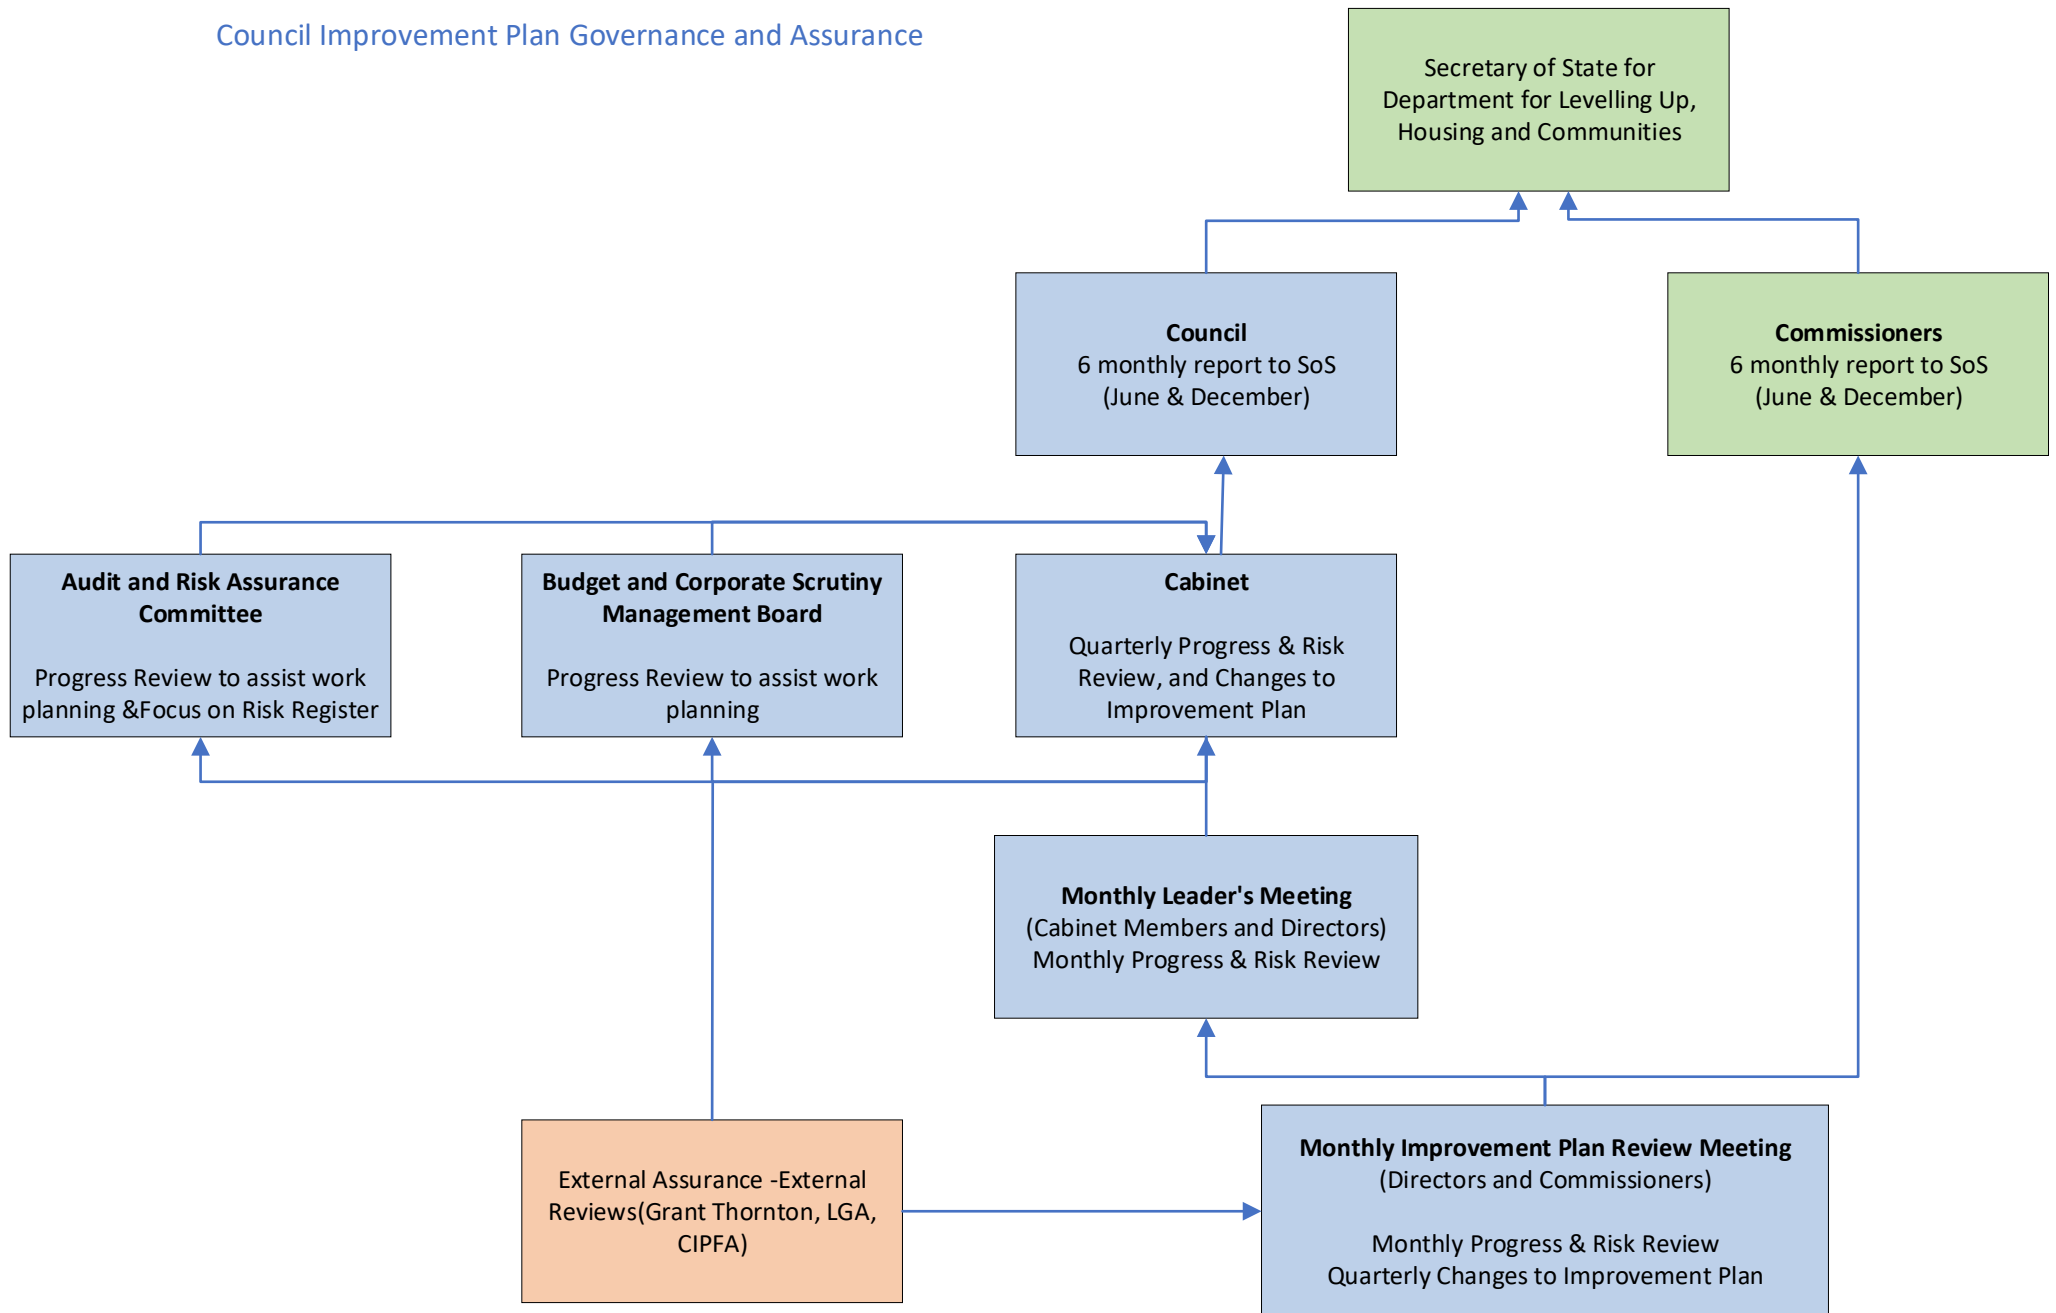 Council Improvement Plan Governance and Assurance
Secretary of State for
Department for Levelling Up,
Housing and Communities
Council
6 monthly report to SoS
(June & December)
Commissioners
6 monthly report to SoS
(June & December)
Audit and Risk Assurance
Committee
Progress Review to assist work
planning &Focus on Risk Register
Budget and Corporate Scrutiny
Management Board
Progress Review to assist work
planning
Cabinet
Quarterly Progress & Risk
Review, and Changes to
Improvement Plan
Monthly Leader's Meeting
(Cabinet Members and Directors)
Monthly Progress & Risk Review
External Assurance -External
Reviews(Grant Thornton, LGA,
CIPFA)
Monthly Improvement Plan Review Meeting
(Directors and Commissioners)
Monthly Progress & Risk Review
Quarterly Changes to Improvement Plan